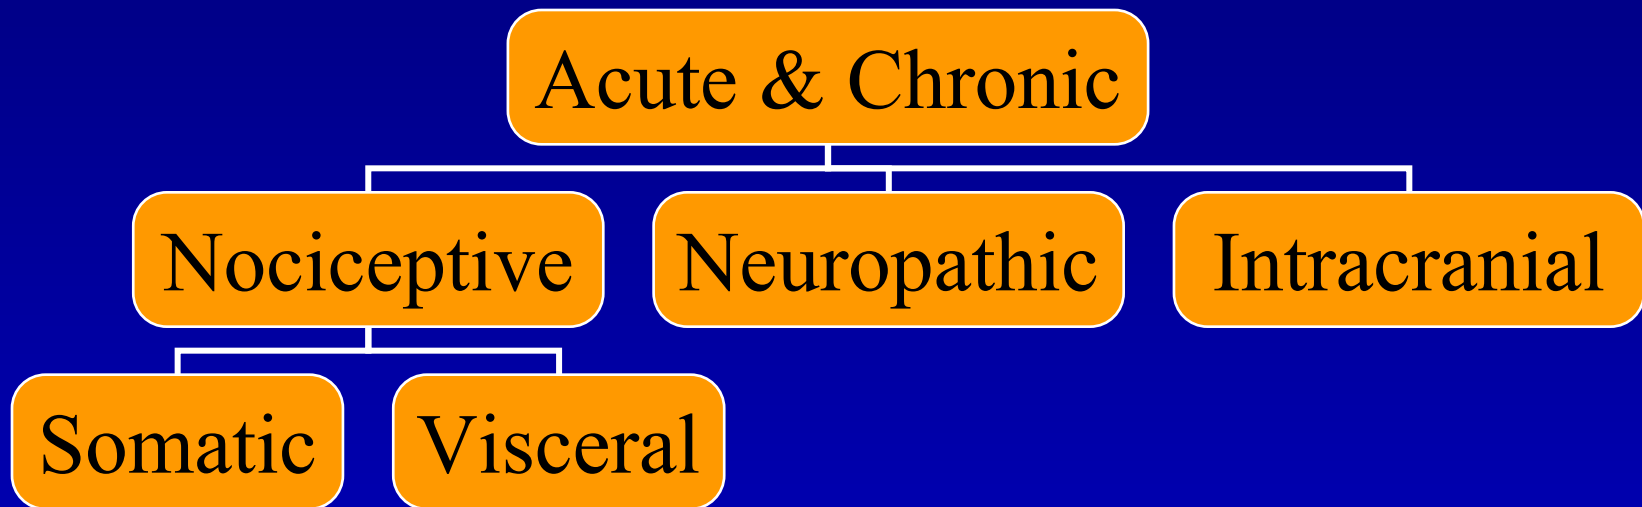 Acute & Chronic
Nociceptive
Neuropathic
Intracranial
Somatic
Visceral